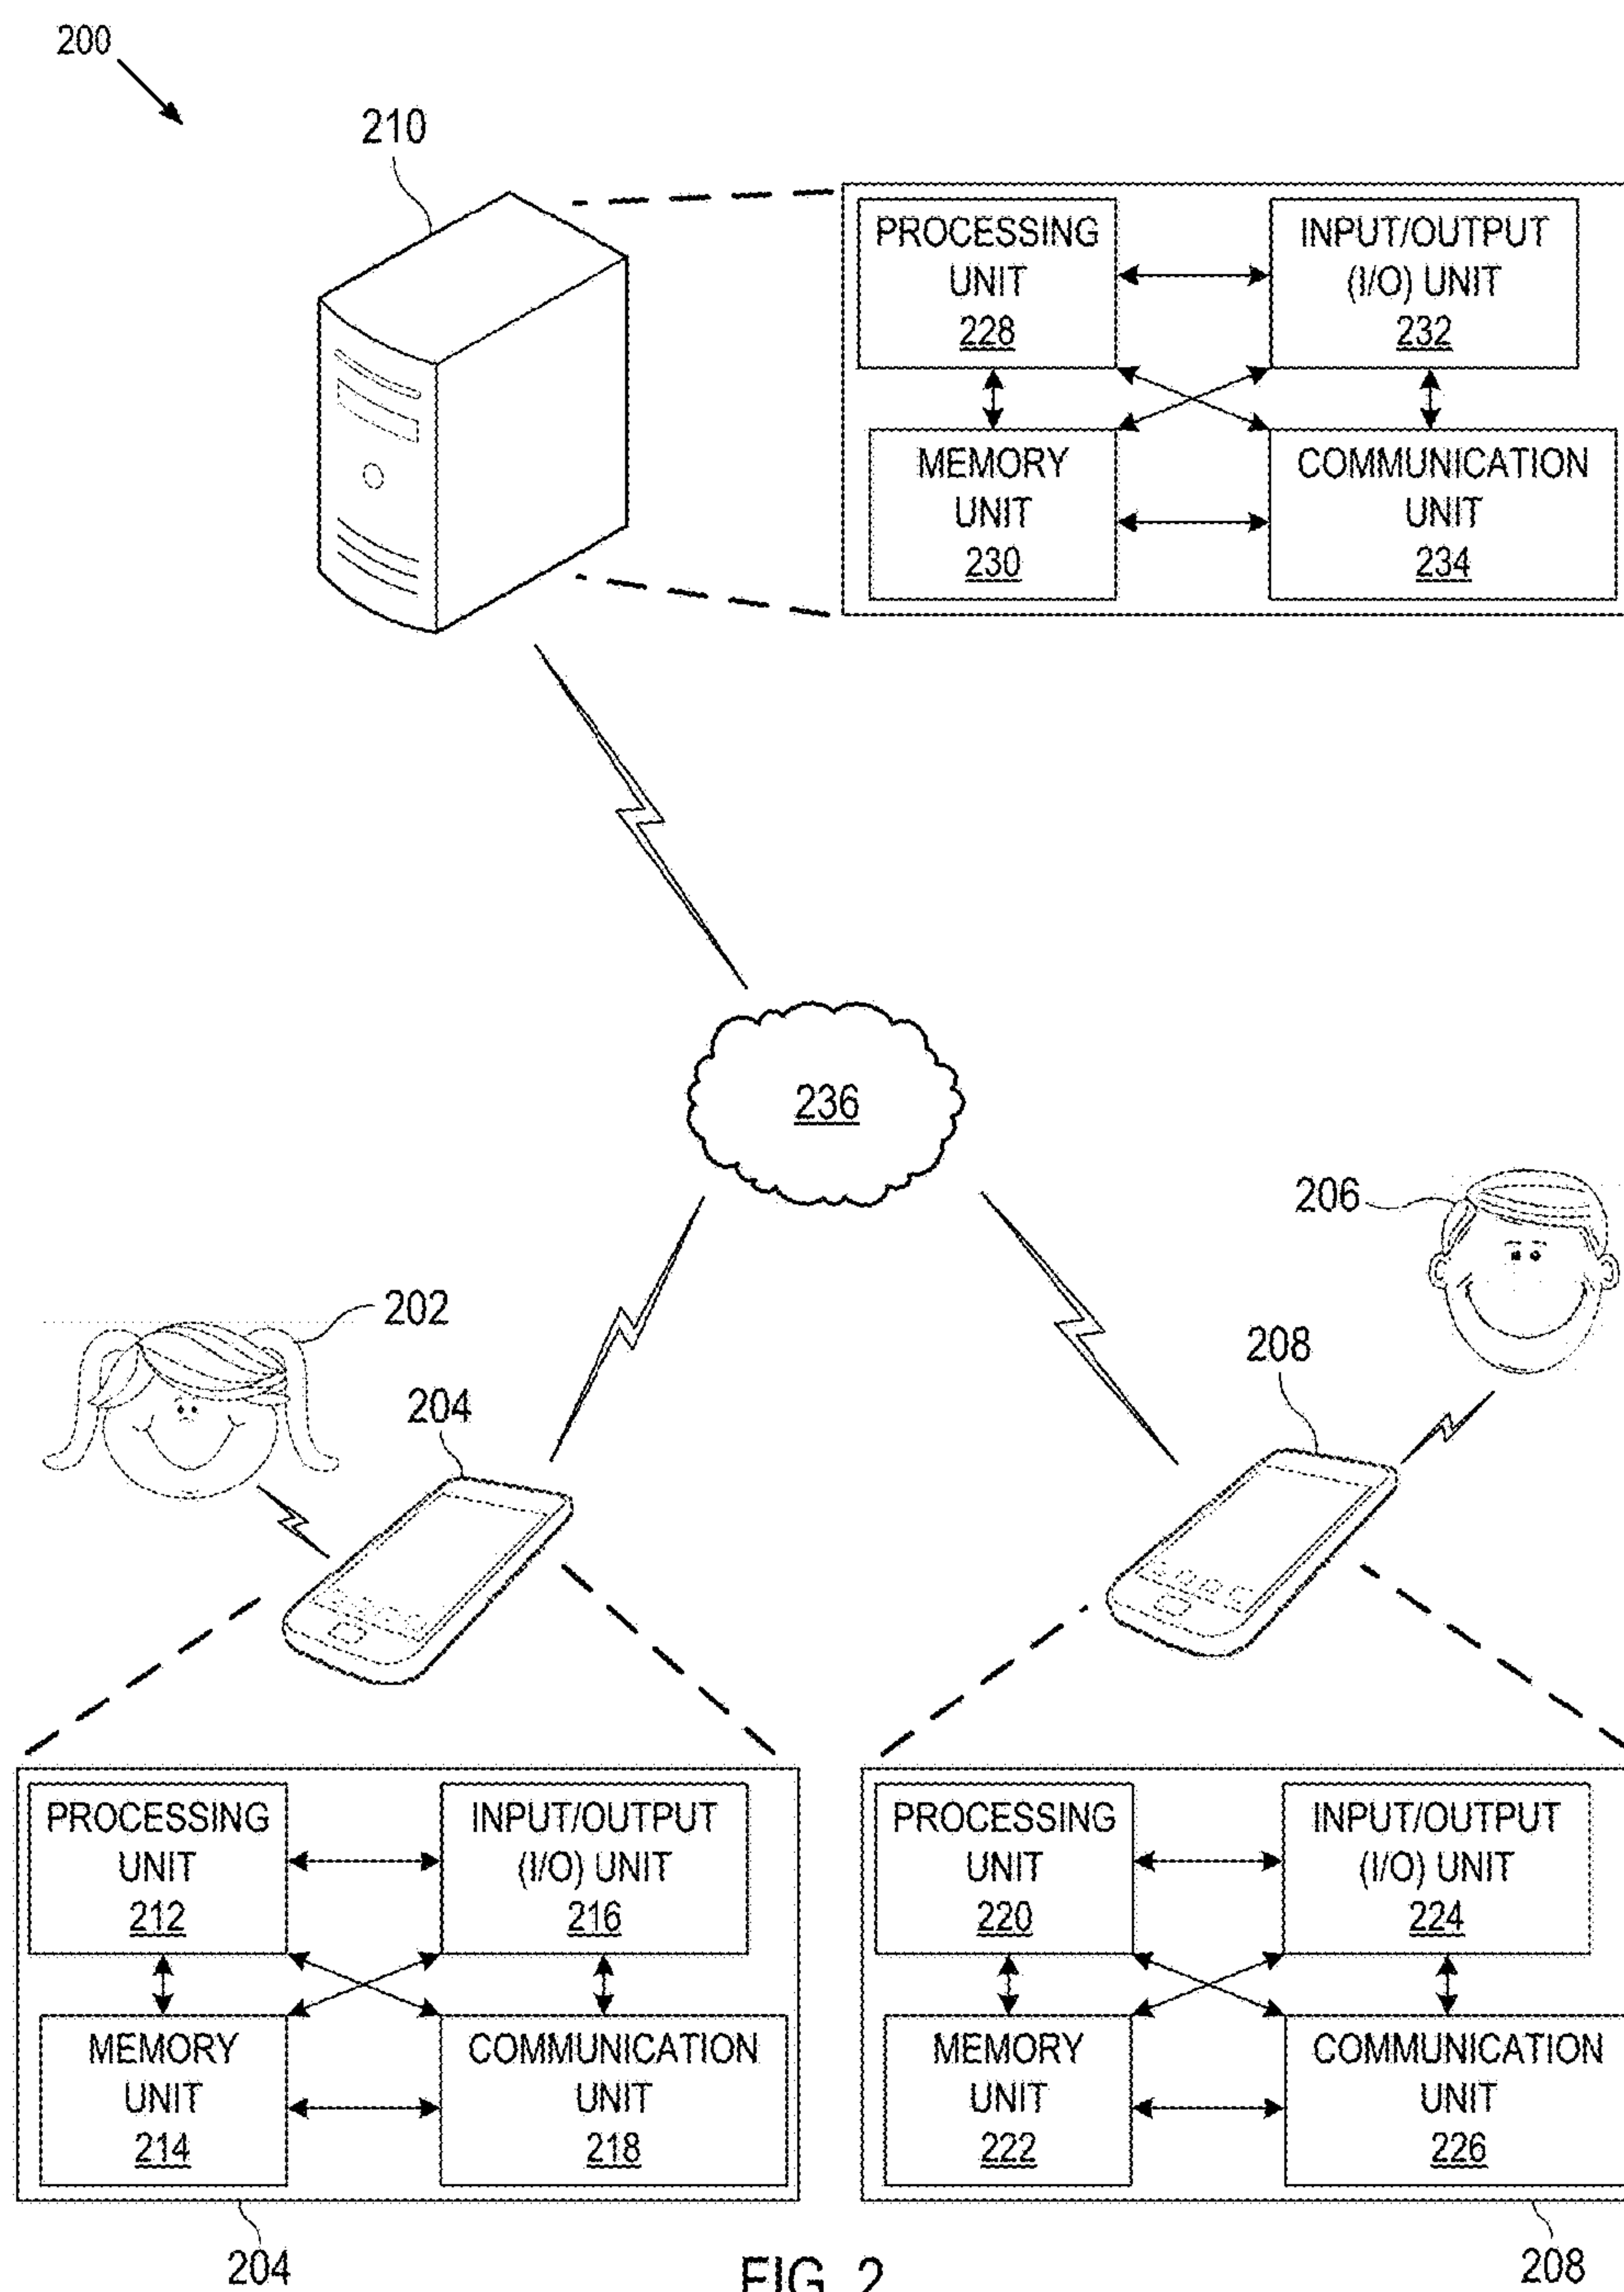 200
210
PROCESSING
UNIT
228
INPUT/OUTPUT
(I/O) UNIT
232
MEMORY
UNIT
230
COMMUNICATION
UNIT
234
236
206
202
208
204
PROCESSING
UNIT
212
INPUT/OUTPUT
(I/O) UNIT
216
MEMORY
UNIT
214
COMMUNICATION
UNIT
218
PROCESSING
UNIT
220
INPUT/OUTPUT
(I/O) UNIT
224
MEMORY
UNIT
222
COMMUNICATION
UNIT
226
204
208
FIG. 2